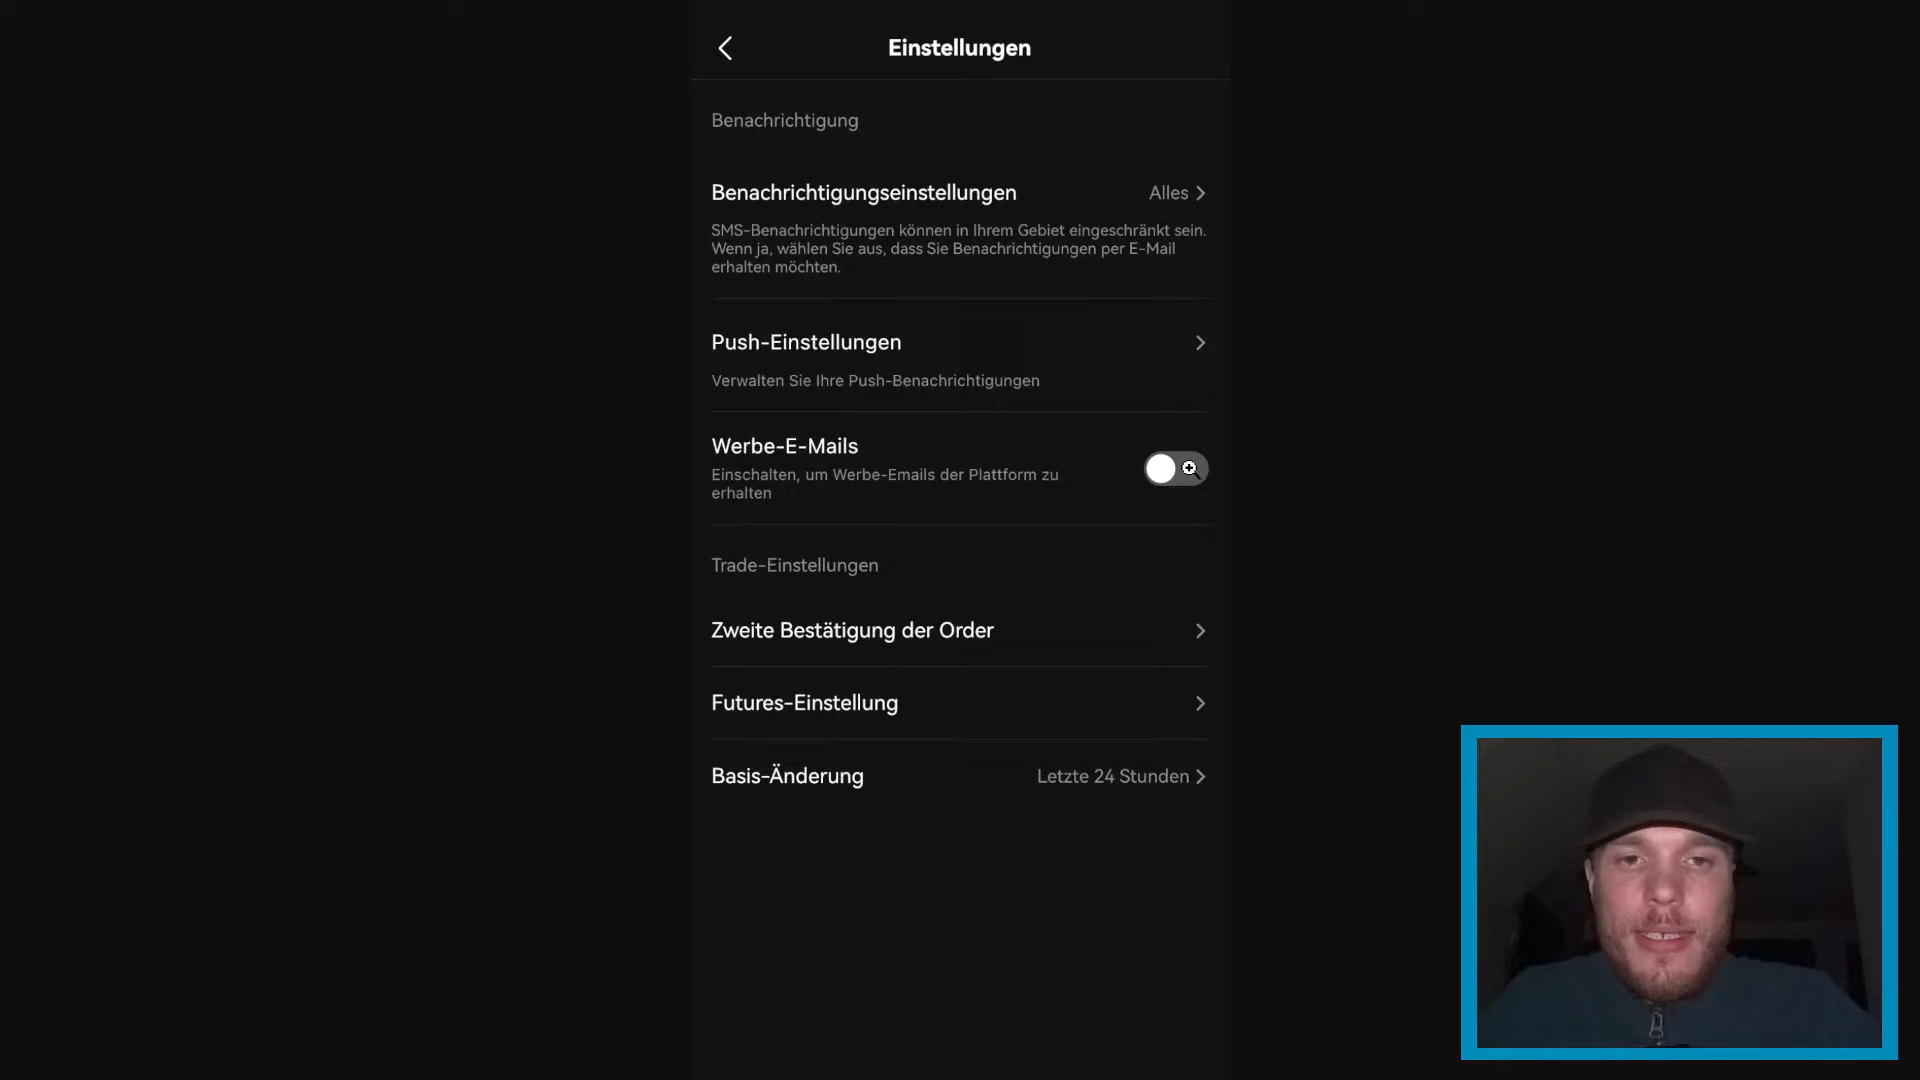 Einstellungen
Benachrichtigung
Benachrichtigungseinstellungen
Alles
SMS-Benachrichtigungen können in Ihrem Gebiet eingeschränkt sein.
Wenn ja, wählen Sie aus, dass Sie Benachrichtigungen per E-Mail
erhalten möchten.
Push-Einstellungen
Verwalten Sie Ihre Push-Benachrichtigungen
Werbe-E-Mails
Einschalten, um Werbe-Emails der Plattform zu
erhalten
Trade-Einstellungen
Zweite Bestätigung der Order
Futures-Einstellung
Basis-Änderung
Letzte 24 Stunden